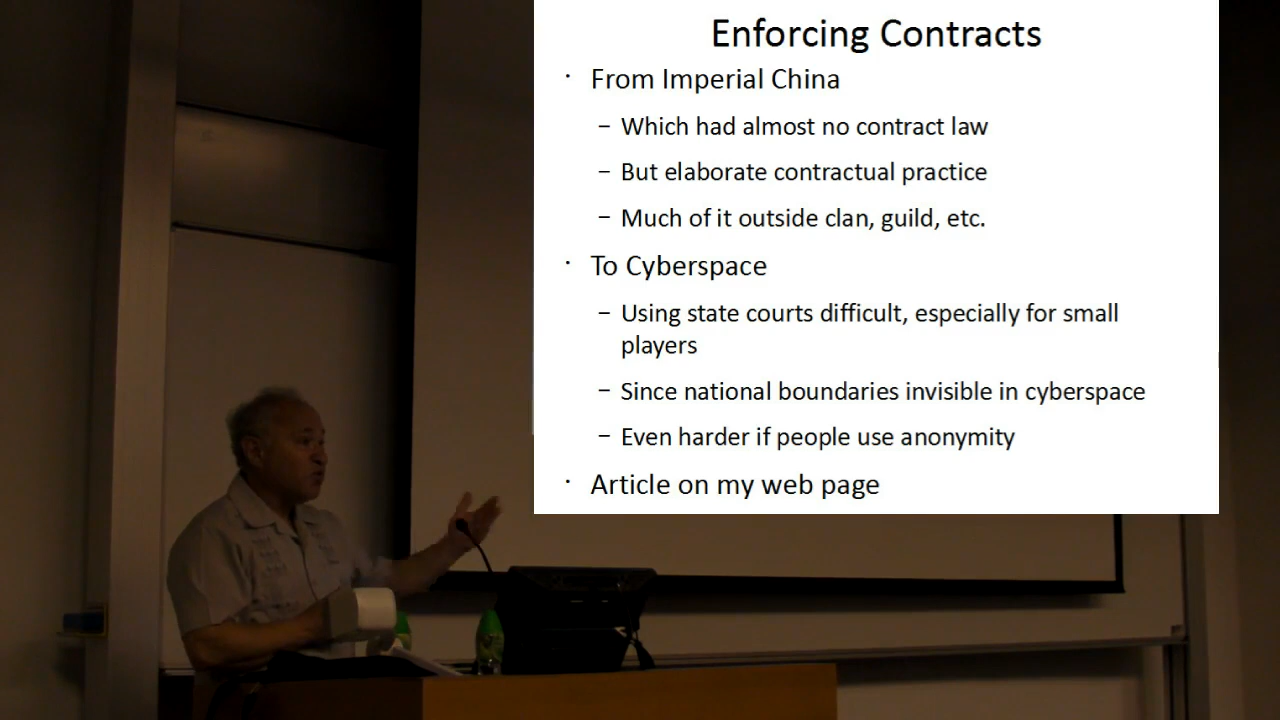 Enforcing Contracts
· From Imperial China
– Which had almost no contract law
– But elaborate contractual practice
– Much of it outside clan, guild, etc.
· To Cyberspace
– Using state courts difficult, especially for small
players
– Since national boundaries invisible in cyberspace
– Even harder if people use anonymity
· Article on my web page